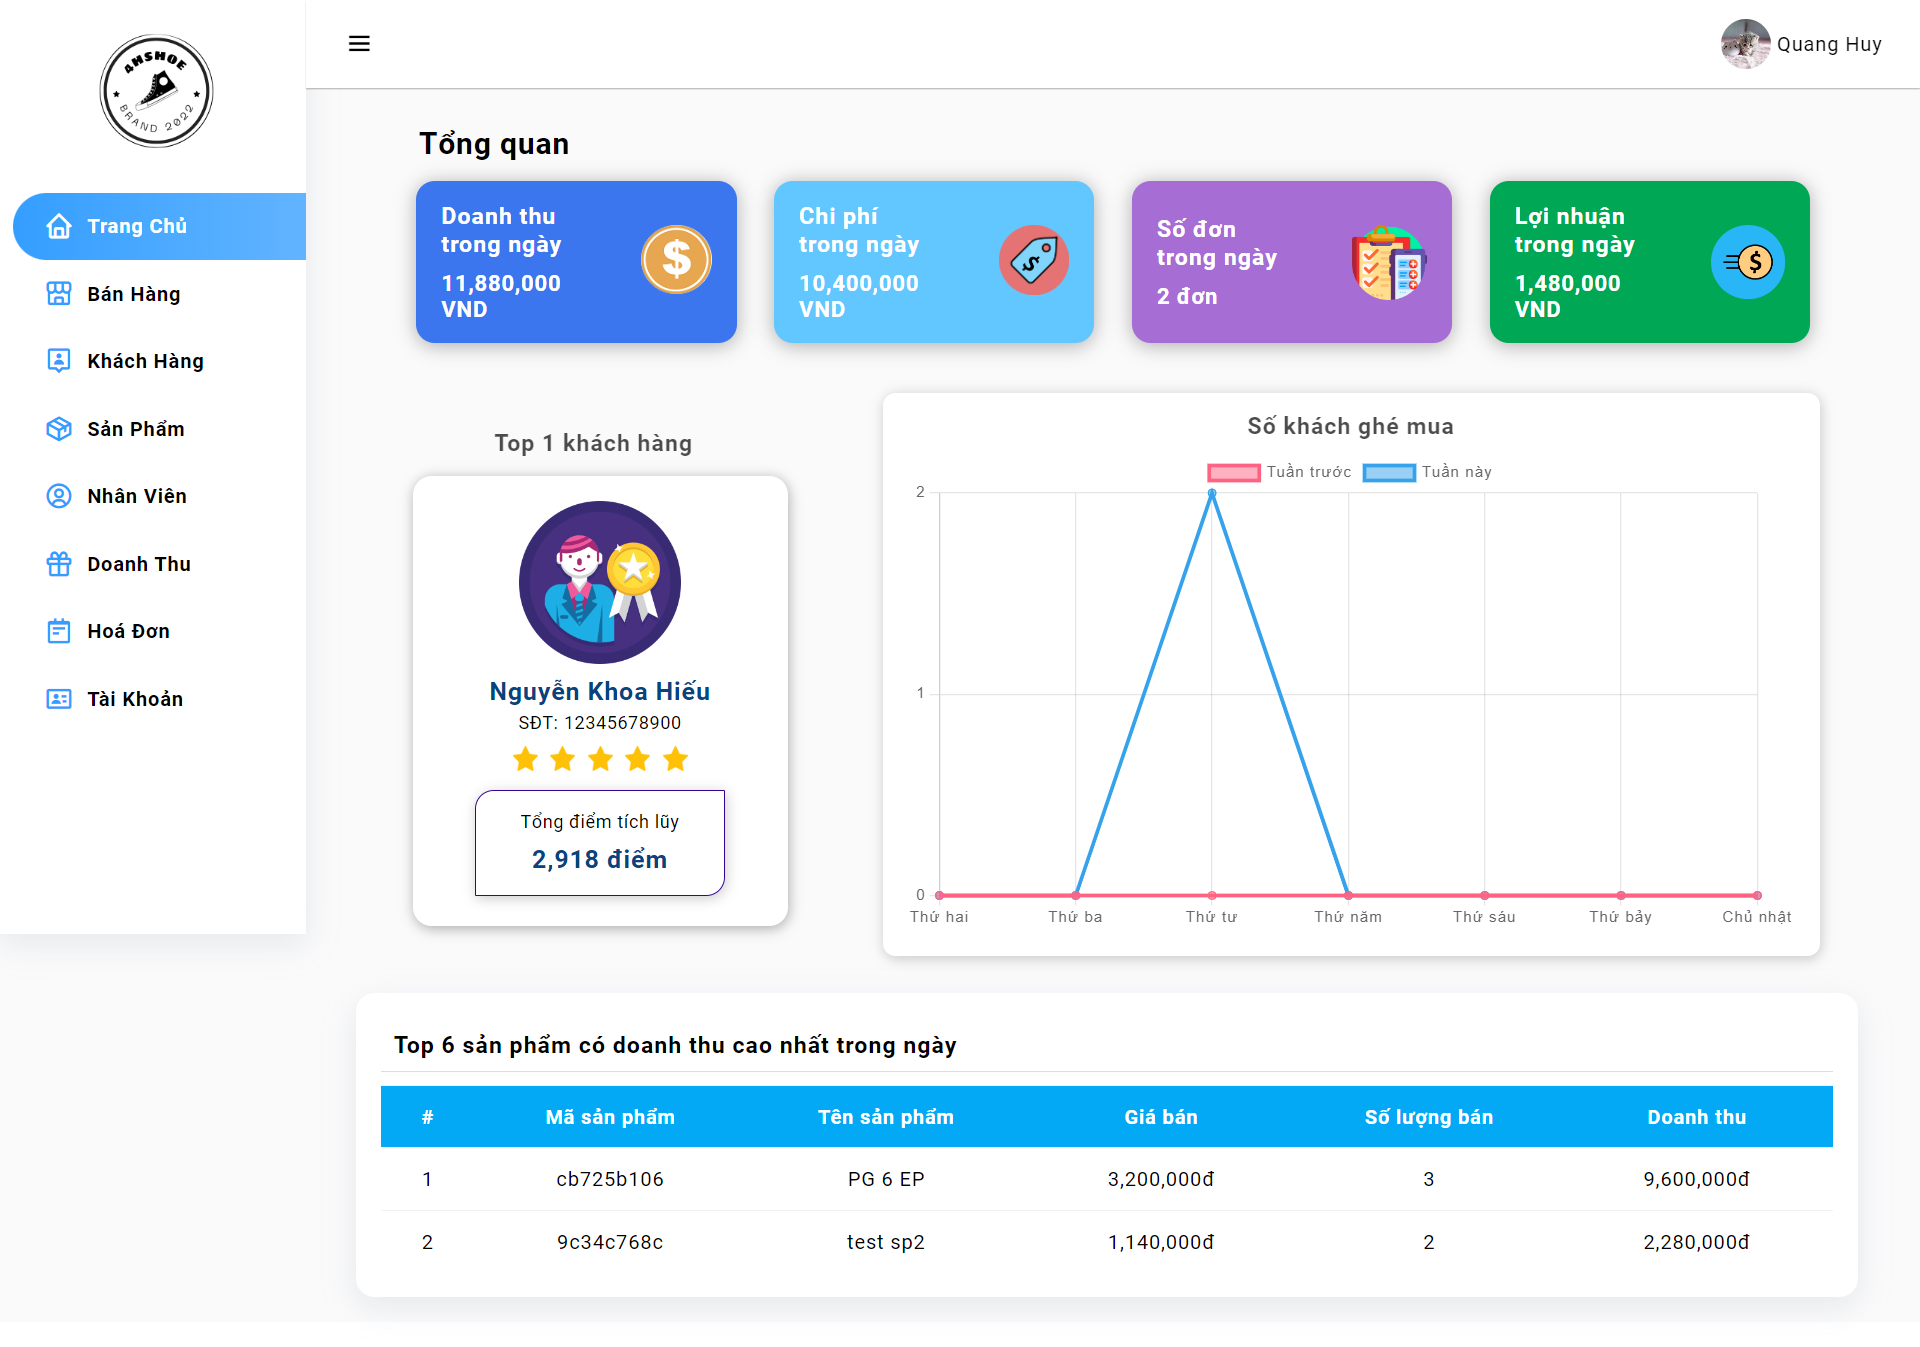 4HSHOE
BRAND 2022
Quang Huy
Trang Chủ
Bán Hàng
Khách Hàng
Sản Phẩm
Nhân Viên
Doanh Thu
Hoá Đơn
Tài Khoản
Tổng quan
Doanh thu
trong ngày
11,880,000
VND
Chi phí
trong ngày
10,400,000
VND
Số đơn
trong ngày
2 đơn
Lợi nhuận
trong ngày
1,480,000
VND
Top 1 khách hàng
Nguyễn Khoa Hiếu
SĐT: 12345678900
Tổng điểm tích lũy
2,918 điểm
Số khách ghé mua
Tuần trước Tuần này
2
1
0
Thứ hai Thứ ba Thứ tư Thứ năm Thứ sáu Thứ bảy Chủ nhật
Top 6 sản phẩm có doanh thu cao nhất trong ngày
# Mã sản phẩm Tên sản phẩm Giá bán Số lượng bán Doanh thu
1 cb725b106 PG 6 EP 3,200,000đ 3 9,600,000đ
2 9c34c768c test sp2 1,140,000đ 2 2,280,000đ